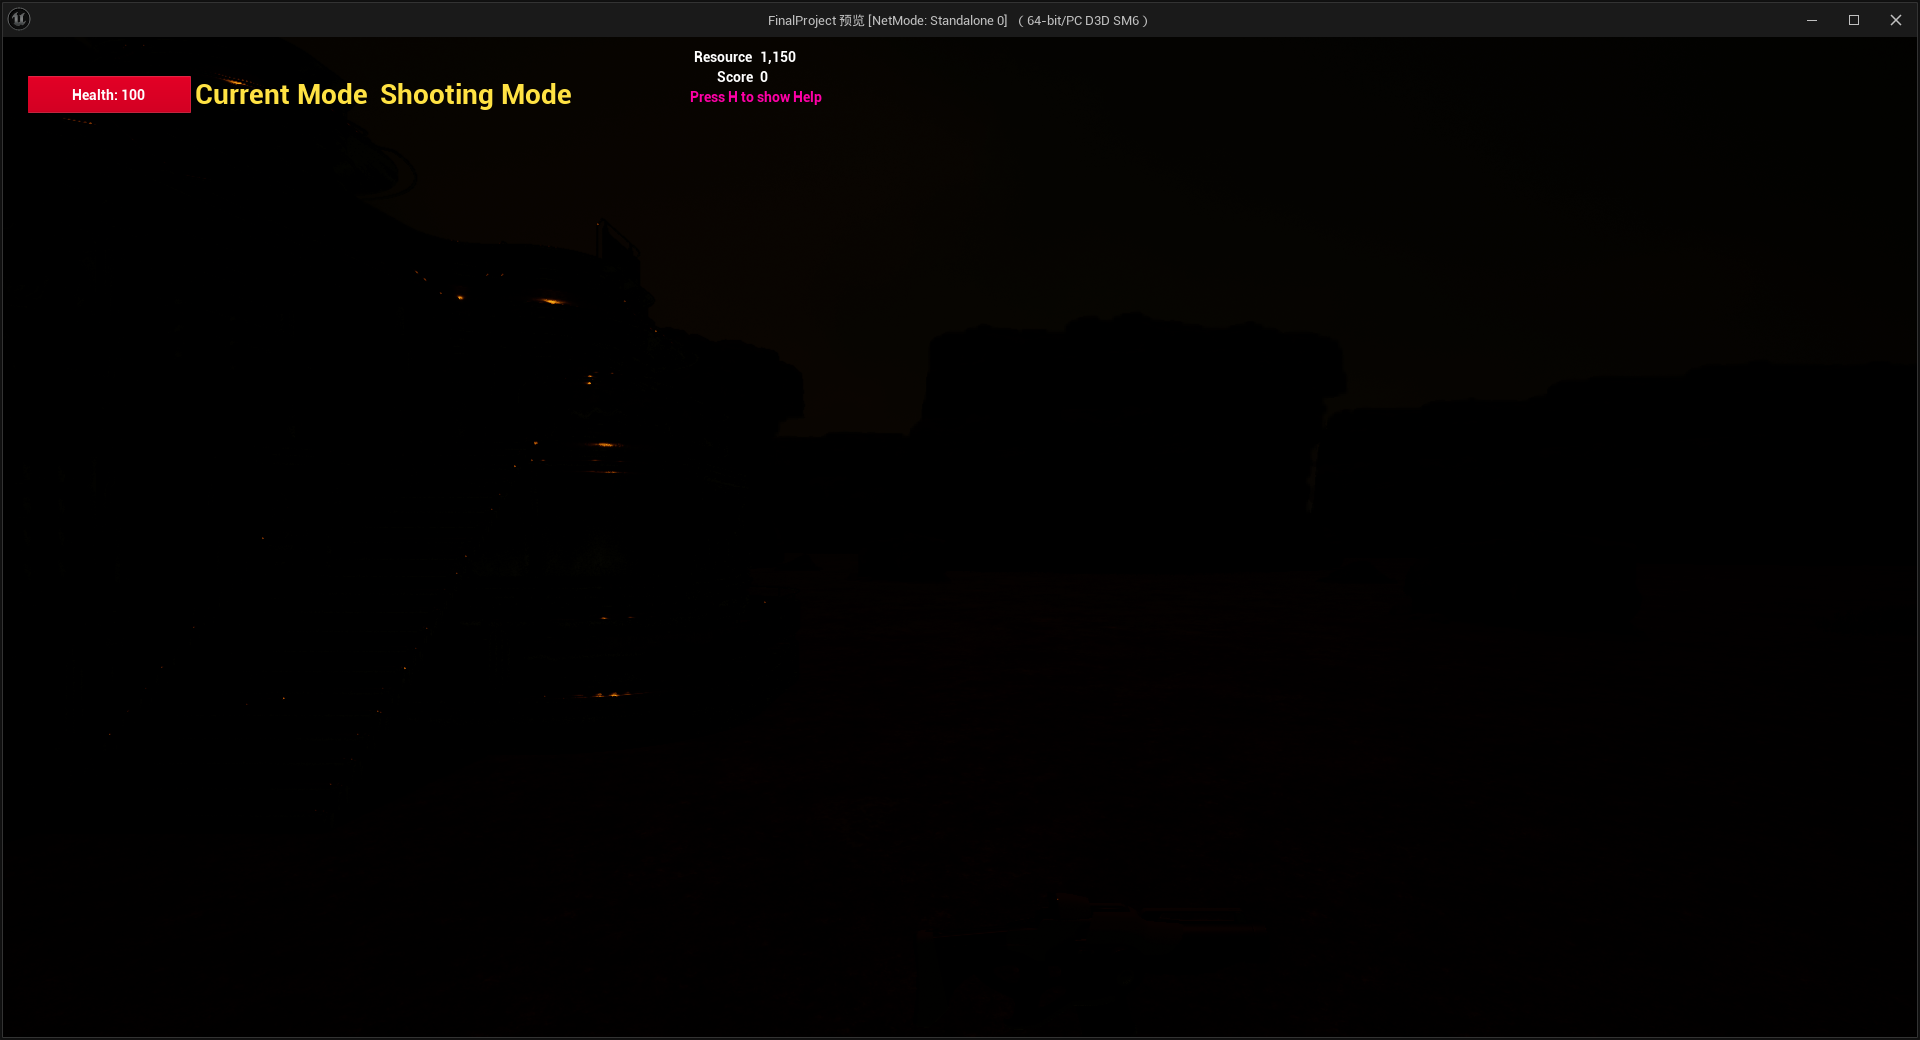 FinalProject 预览 [NetMode: Standalone 0] ( 64-bit/PC D3D SM6 )
Resource 1,150
Score 0
Health: 100 Current Mode Shooting Mode
Press H to show Help